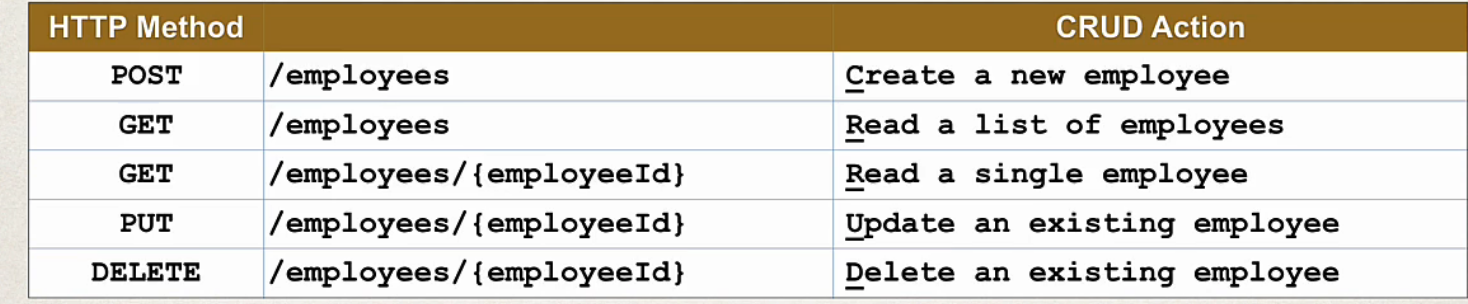 HTTP Method CRUD Action
POST /employees Create a new employee
GET /employees Read a list of employees
GET /employees/{employeeId} Read a single employee
PUT /employees/{employeeId} Update an existing employee
DELETE /employees/{employeeId} Delete an existing employee